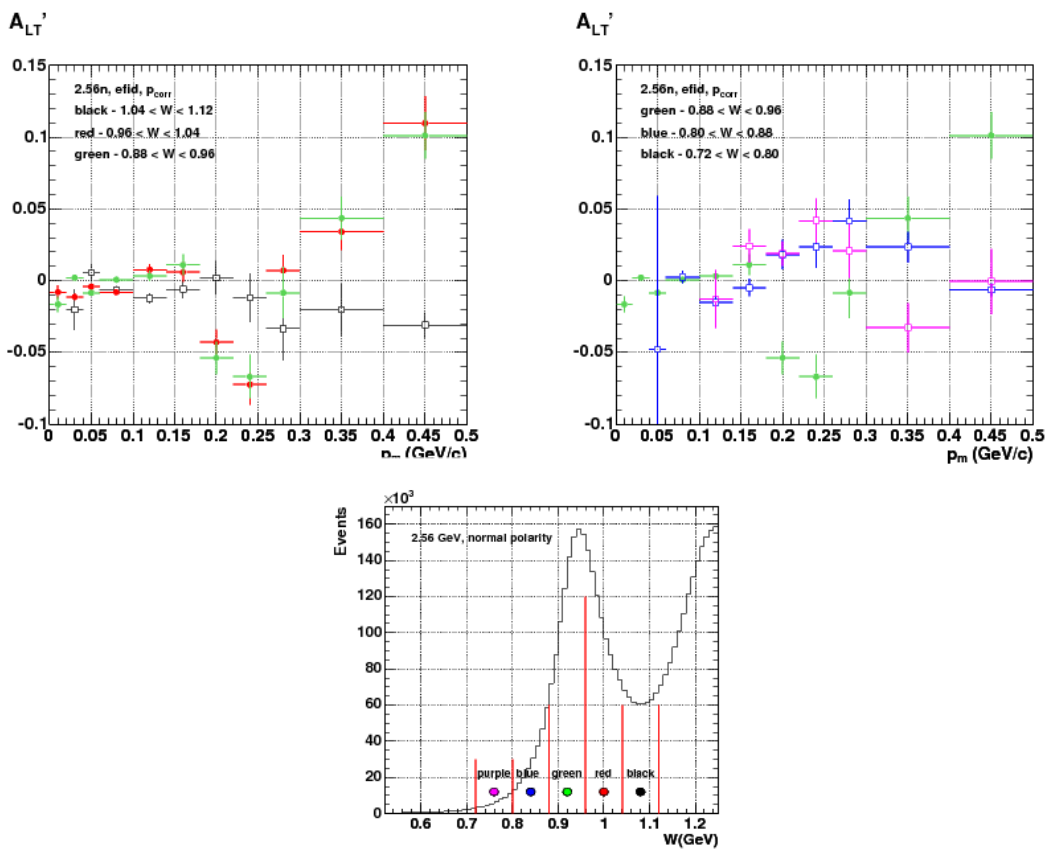 A_LT'
0.15
2.56n, efid, p_corr
black - 1.04 < W < 1.12
red - 0.96 < W < 1.04
green - 0.88 < W < 0.96
0.1
0.05
0
-0.05
-0.1
0 0.05 0.1 0.15 0.2 0.25 0.3 0.35 0.4 0.45 0.5
p_m (GeV/c)
A_LT'
0.15
2.56n, efid, p_corr
green - 0.88 < W < 0.96
blue - 0.80 < W < 0.88
black - 0.72 < W < 0.80
0.1
0.05
0
-0.05
-0.1
0 0.05 0.1 0.15 0.2 0.25 0.3 0.35 0.4 0.45 0.5
p_m (GeV/c)
×10³
Events
160
2.56 GeV, normal polarity
140
120
100
80
60
40
20
purple blue green red black
0
0.6 0.7 0.8 0.9 1 1.1 1.2
W(GeV)